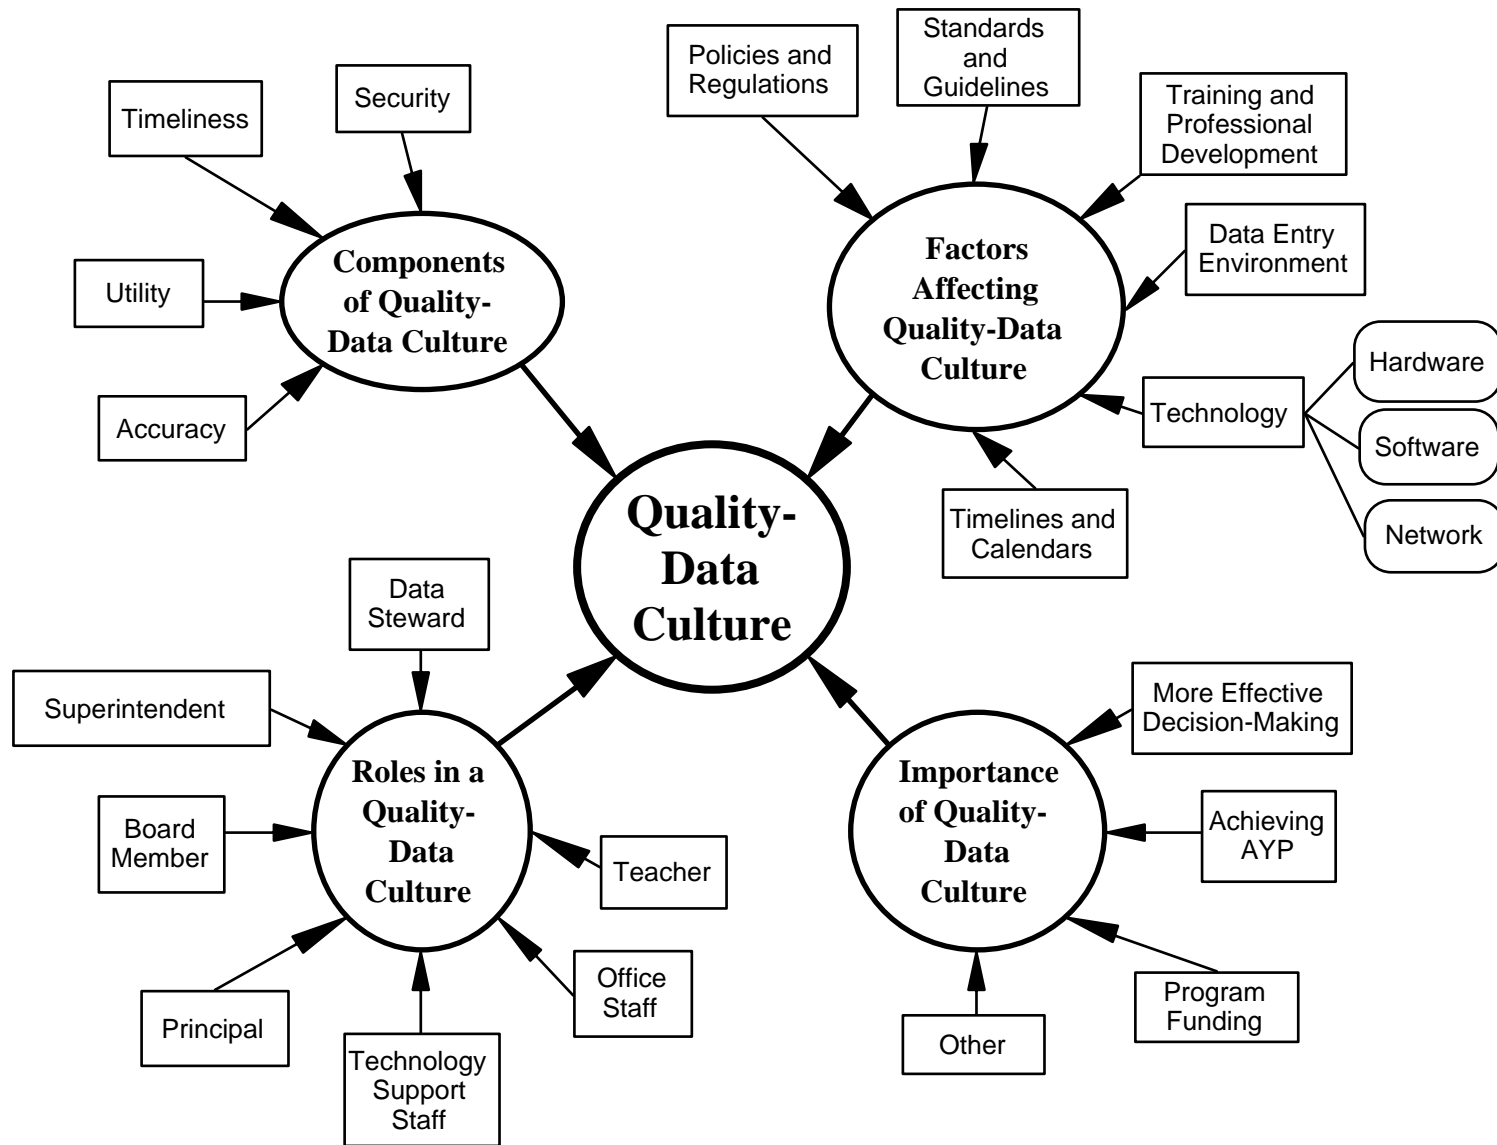 Timeliness
Security
Utility
Accuracy
Components
of Quality-
Data Culture
Policies and
Regulations
Standards
and
Guidelines
Training and
Professional
Development
Data Entry
Environment
Factors
Affecting
Quality-Data
Culture
Technology
Hardware
Software
Network
Timelines and
Calendars
Quality-
Data
Culture
Data
Steward
Superintendent
Board
Member
Principal
Technology
Support
Staff
Office
Staff
Teacher
Roles in a
Quality-
Data
Culture
Importance
of Quality-
Data
Culture
More Effective
Decision-Making
Achieving
AYP
Program
Funding
Other